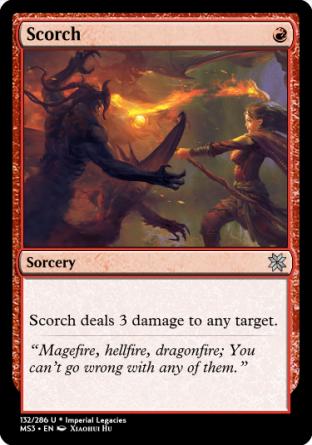 Scorch
Sorcery
Scorch deals 3 damage to any target.
“Magefire, hellfire, dragonfire; You
can’t go wrong with any of them.”
132/286 U * Imperial Legacies
MS3 • EN Xiaohui Hu